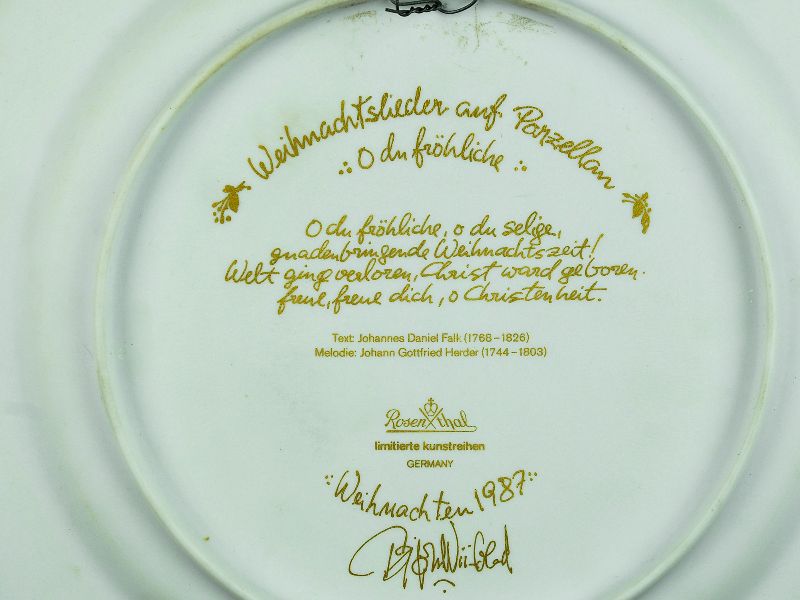 Weihnachtslieder auf Porzellan
O du fröhliche
O du fröhliche, o du selige,
gnadenbringende Weihnachtszeit!
Welt ging verloren, Christ ward geboren.
freue, freue dich, o Christenheit.
Text: Johannes Daniel Falk (1768-1826)
Melodie: Johann Gottfried Herder (1744-1803)
Rosenthal
limitierte kunstreihen
GERMANY
Weihnachten 1987
Bjørn Wiinblad